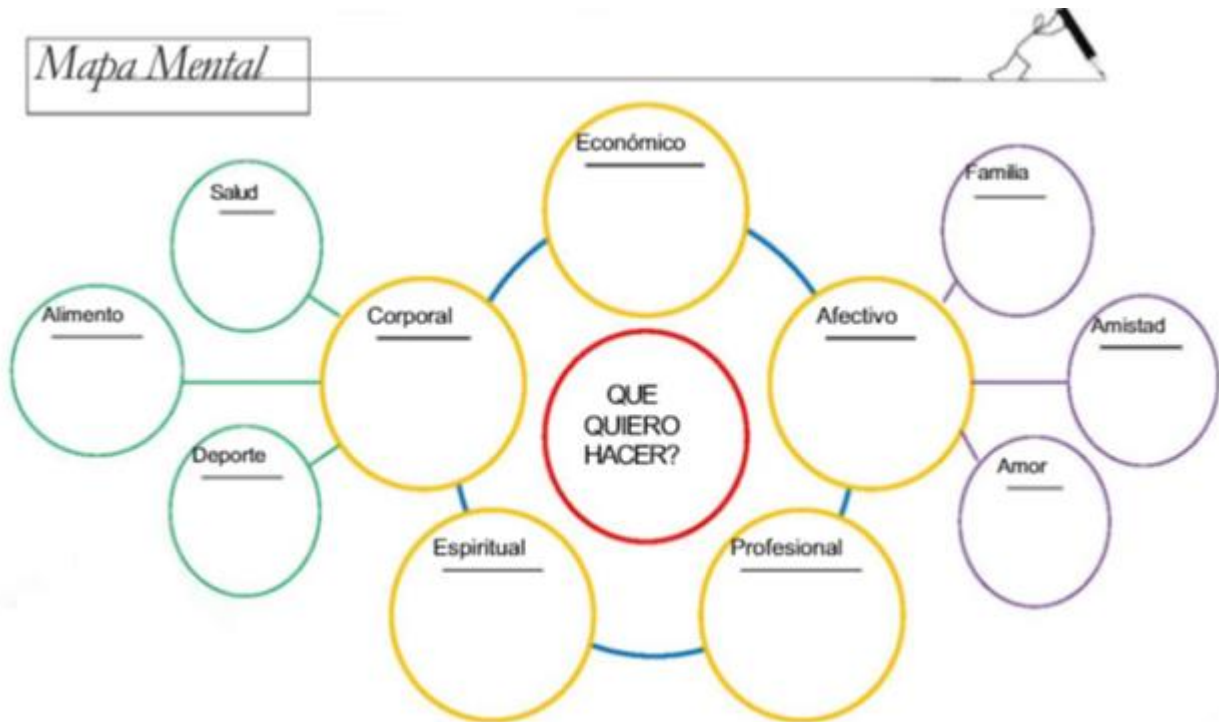 Mapa Mental
Económico
Salud
Familia
Alimento
Corporal
Afectivo
Amistad
QUE
QUIERO
HACER?
Deporte
Amor
Espiritual
Profesional